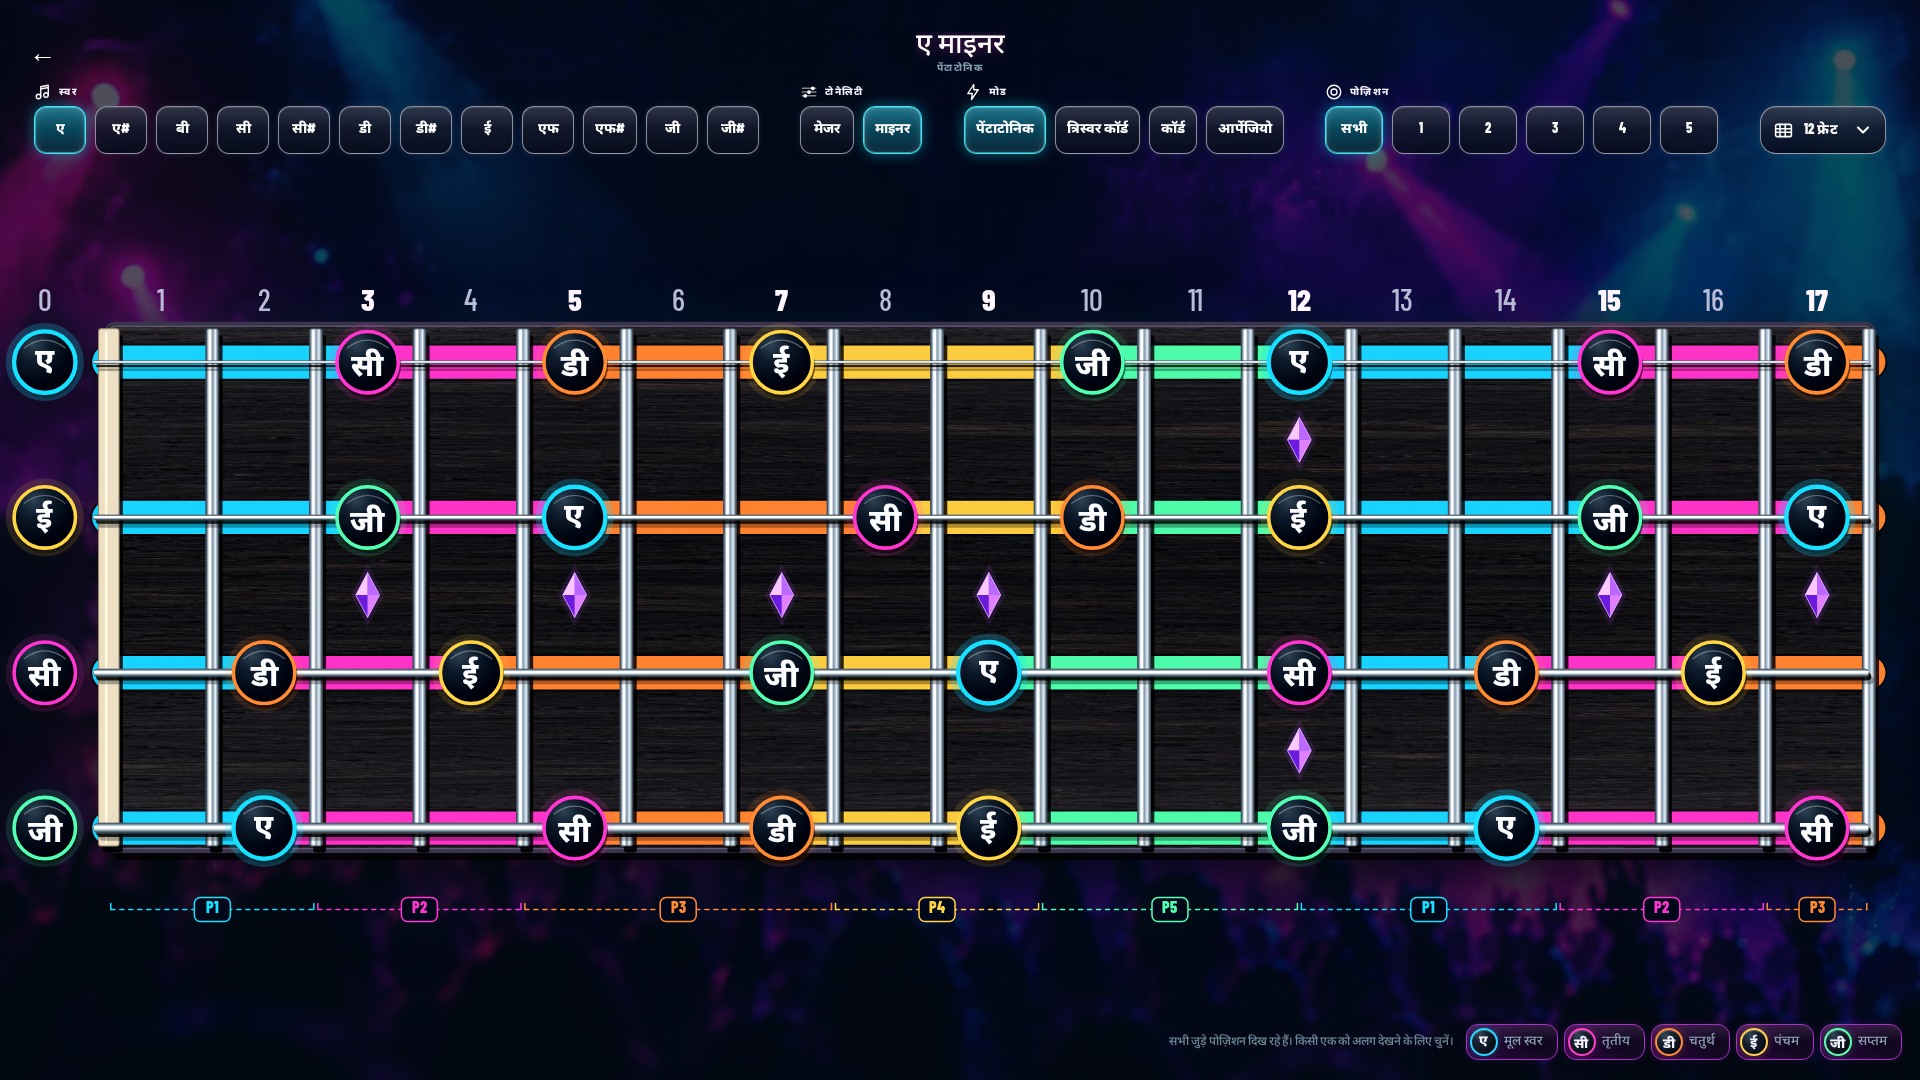 ←
ए माइनर
पेंटाटोनिक
स्वर
टोनेलिटी
मोड
पोज़िशन
ए ए# बी सी सी# डी डी# ई एफ एफ# जी जी#
मेजर माइनर
पेंटाटोनिक त्रिस्वर कॉर्ड कॉर्ड आर्पेजियो
सभी 1 2 3 4 5
12 फ्रेट
0 1 2 3 4 5 6 7 8 9 10 11 12 13 14 15 16 17
ए सी डी ई जी ए सी डी
ई जी ए सी डी ई जी ए
सी डी ई जी ए सी डी ई
जी ए सी डी ई जी ए सी
P1 P2 P3 P4 P5 P1 P2 P3
सभी जुड़े पोज़िशन दिख रहे हैं। किसी एक को अलग देखने के लिए चुनें।
ए मूल स्वर सी तृतीय डी चतुर्थ ई पंचम जी सप्तम